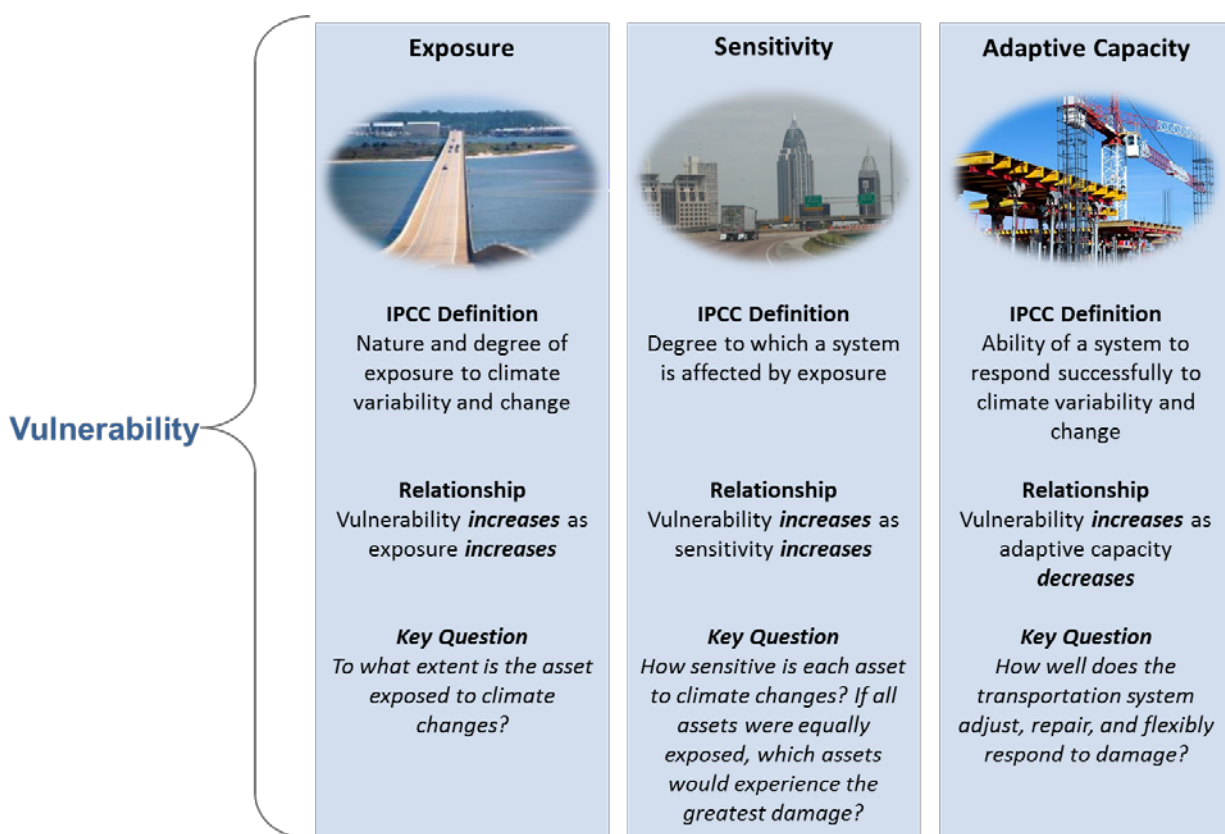 Vulnerability
Exposure
IPCC Definition
Nature and degree of
exposure to climate
variability and change
Relationship
Vulnerability increases as
exposure increases
Key Question
To what extent is the asset
exposed to climate
changes?
Sensitivity
IPCC Definition
Degree to which a system
is affected by exposure
Relationship
Vulnerability increases as
sensitivity increases
Key Question
How sensitive is each asset
to climate changes? If all
assets were equally
exposed, which assets
would experience the
greatest damage?
Adaptive Capacity
IPCC Definition
Ability of a system to
respond successfully to
climate variability and
change
Relationship
Vulnerability increases as
adaptive capacity
decreases
Key Question
How well does the
transportation system
adjust, repair, and flexibly
respond to damage?